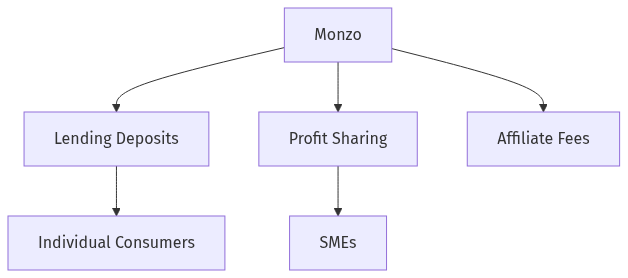 Monzo
Lending Deposits
Profit Sharing
Affiliate Fees
Individual Consumers
SMEs